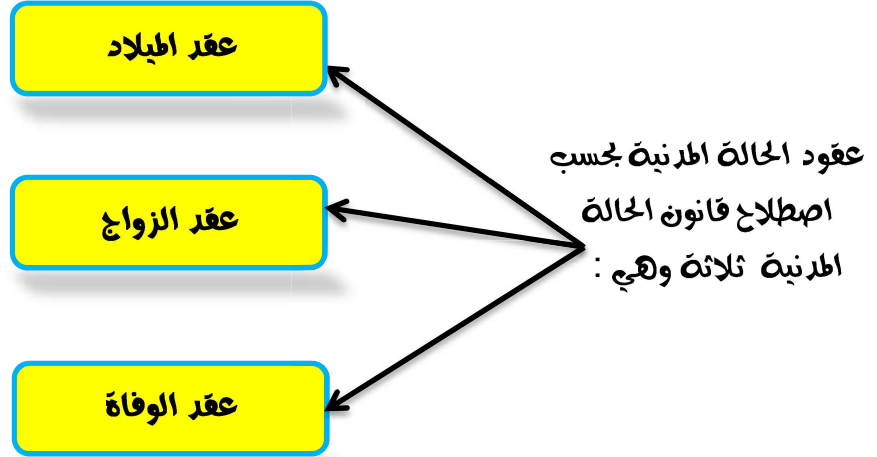 عقود الحالة المدنية بحسب
اصطلاح قانون الحالة
المدنية ثلاثة وهي :
عقد الميلاد
عقد الزواج
عقد الوفاة